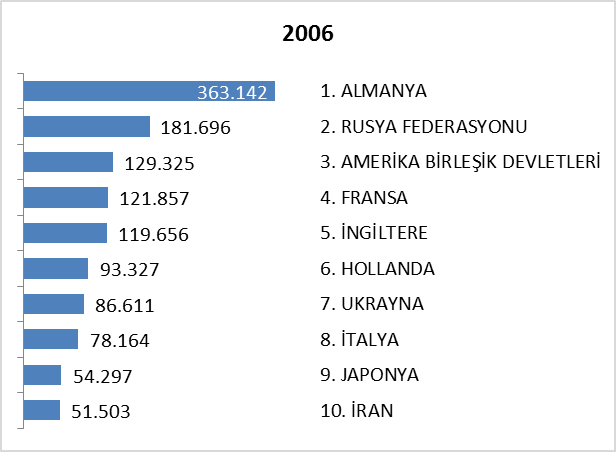 2006
363.142 1. ALMANYA
181.696 2. RUSYA FEDERASYONU
129.325 3. AMERİKA BİRLEŞİK DEVLETLERİ
121.857 4. FRANSA
119.656 5. İNGİLTERE
93.327 6. HOLLANDA
86.611 7. UKRAYNA
78.164 8. İTALYA
54.297 9. JAPONYA
51.503 10. İRAN